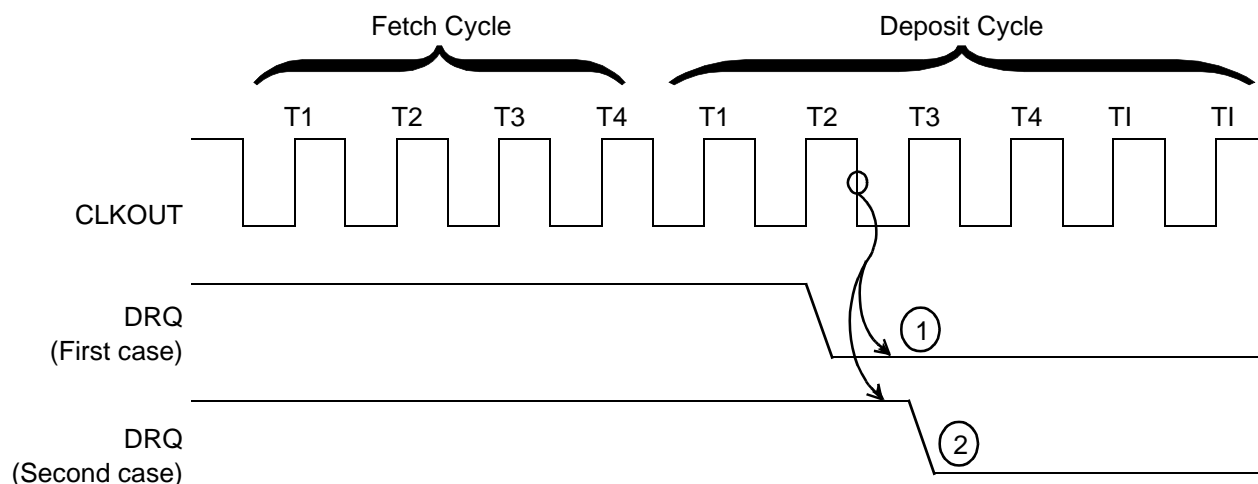 Fetch Cycle
Deposit Cycle
T1 T2 T3 T4 T1 T2 T3 T4 TI TI
CLKOUT
DRQ
(First case)
1
DRQ
(Second case)
2